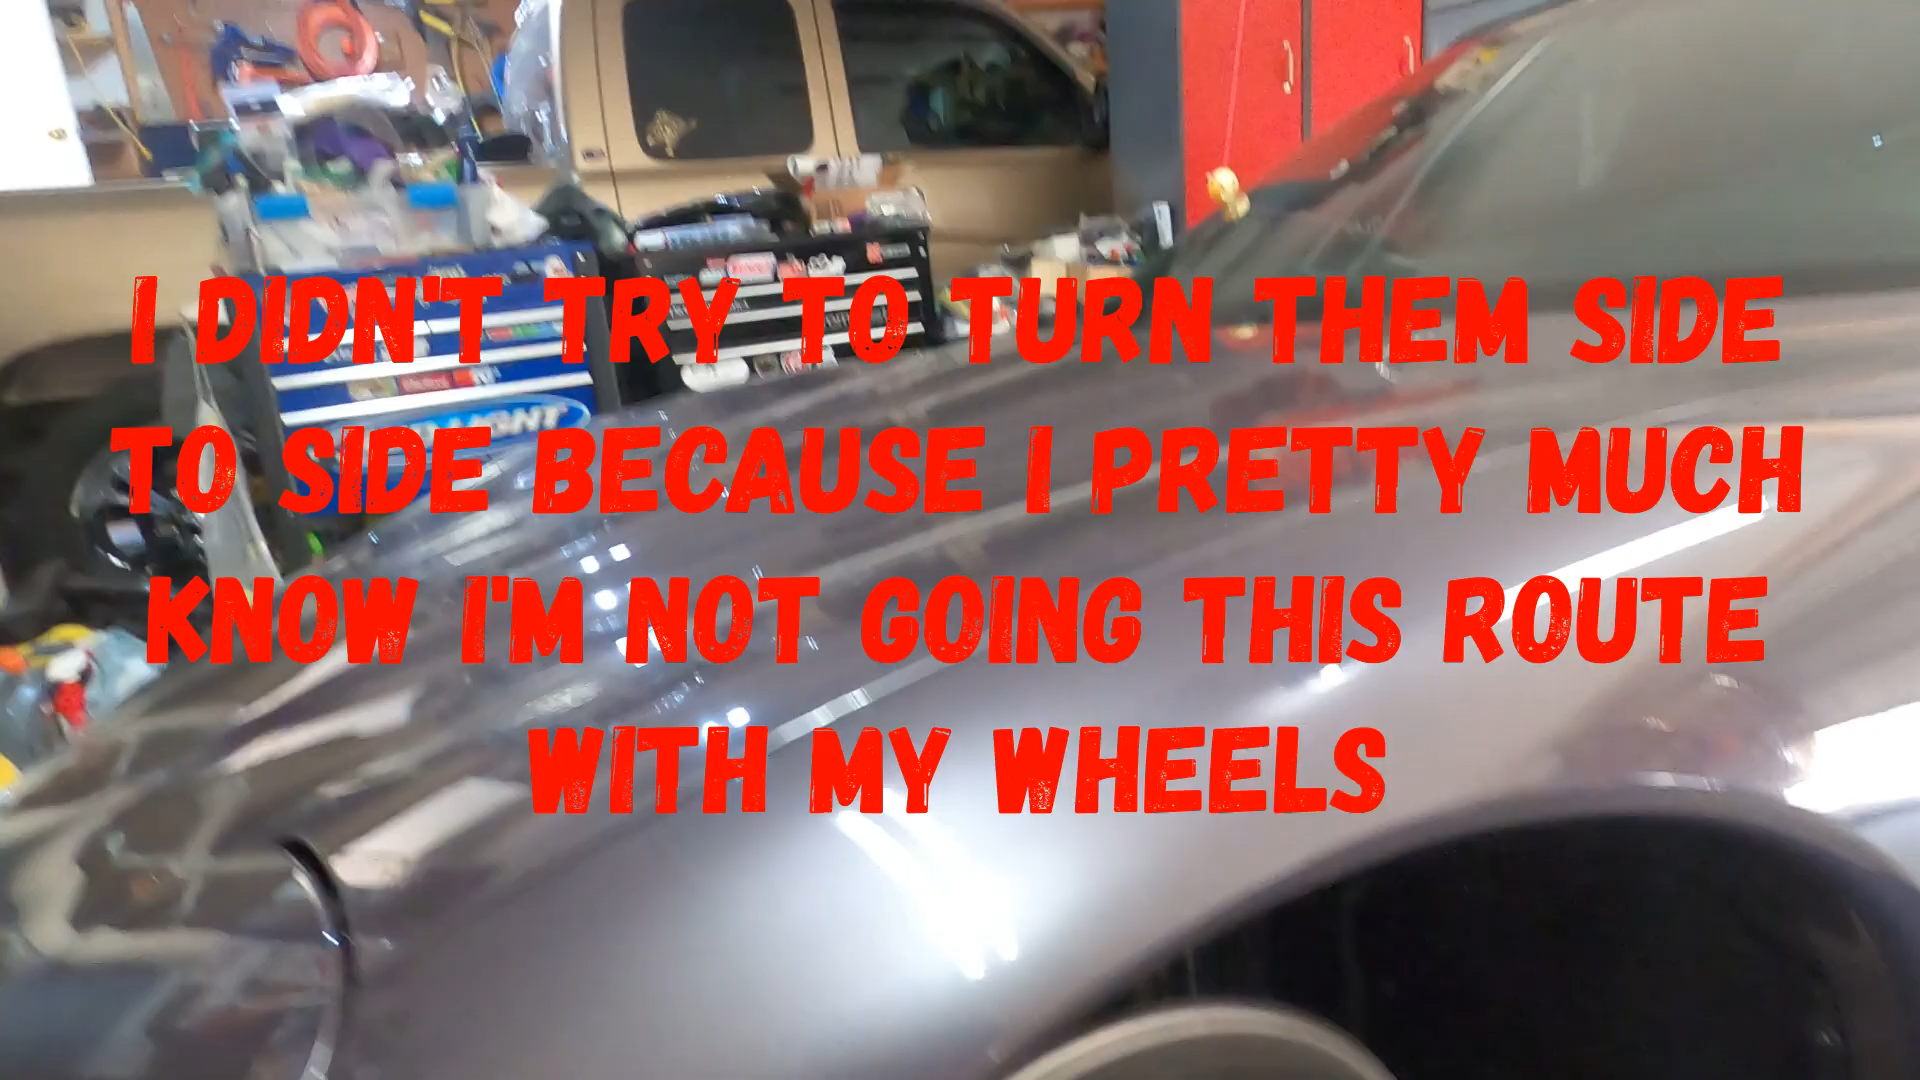 I DIDN'T TRY TO TURN THEM SIDE
TO SIDE BECAUSE I PRETTY MUCH
KNOW I'M NOT GOING THIS ROUTE
WITH MY WHEELS
LIGHT